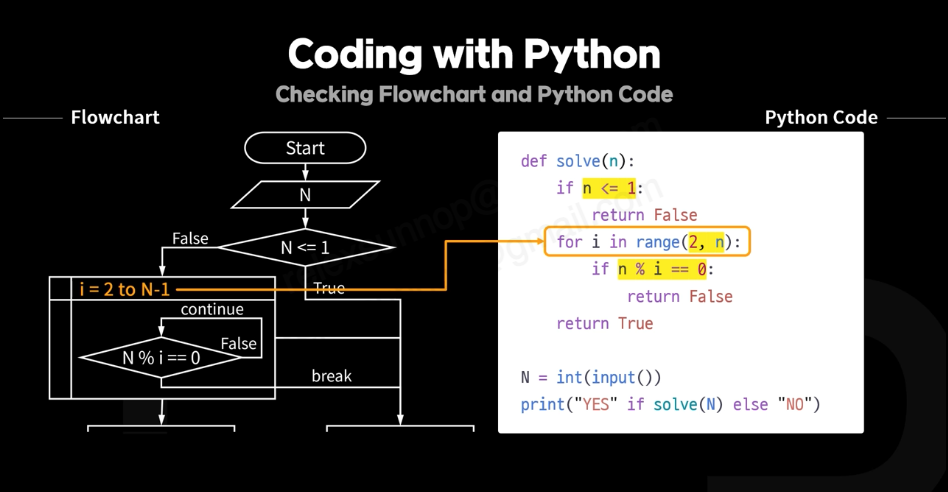 Coding with Python
Checking Flowchart and Python Code
Flowchart
Start
N
N <= 1
False
True
i = 2 to N-1
continue
False
N % i == 0
break
Python Code
def solve(n):
if n <= 1:
return False
for i in range(2, n):
if n % i == 0:
return False
return True
N = int(input())
print("YES" if solve(N) else "NO")